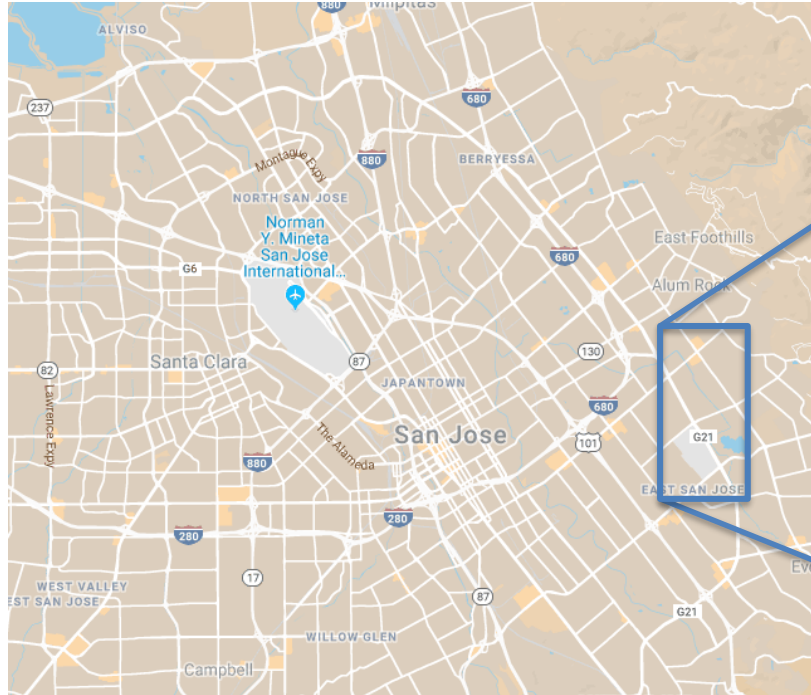 880
Milpitas
ALVISO
237
680
Montague Expy
880
BERRYESSA
NORTH SAN JOSE
Norman
Y. Mineta
San Jose
International...
East Foothills
G6
680
Alum Rock
87
130
Santa Clara
82
JAPANTOWN
Lawrence Expy
680
The Alameda
San Jose
101
G21
880
EAST SAN JOSE
280
280
17
WEST VALLEY
EST SAN JOSE
87
G21
WILLOW GLEN
Campbell